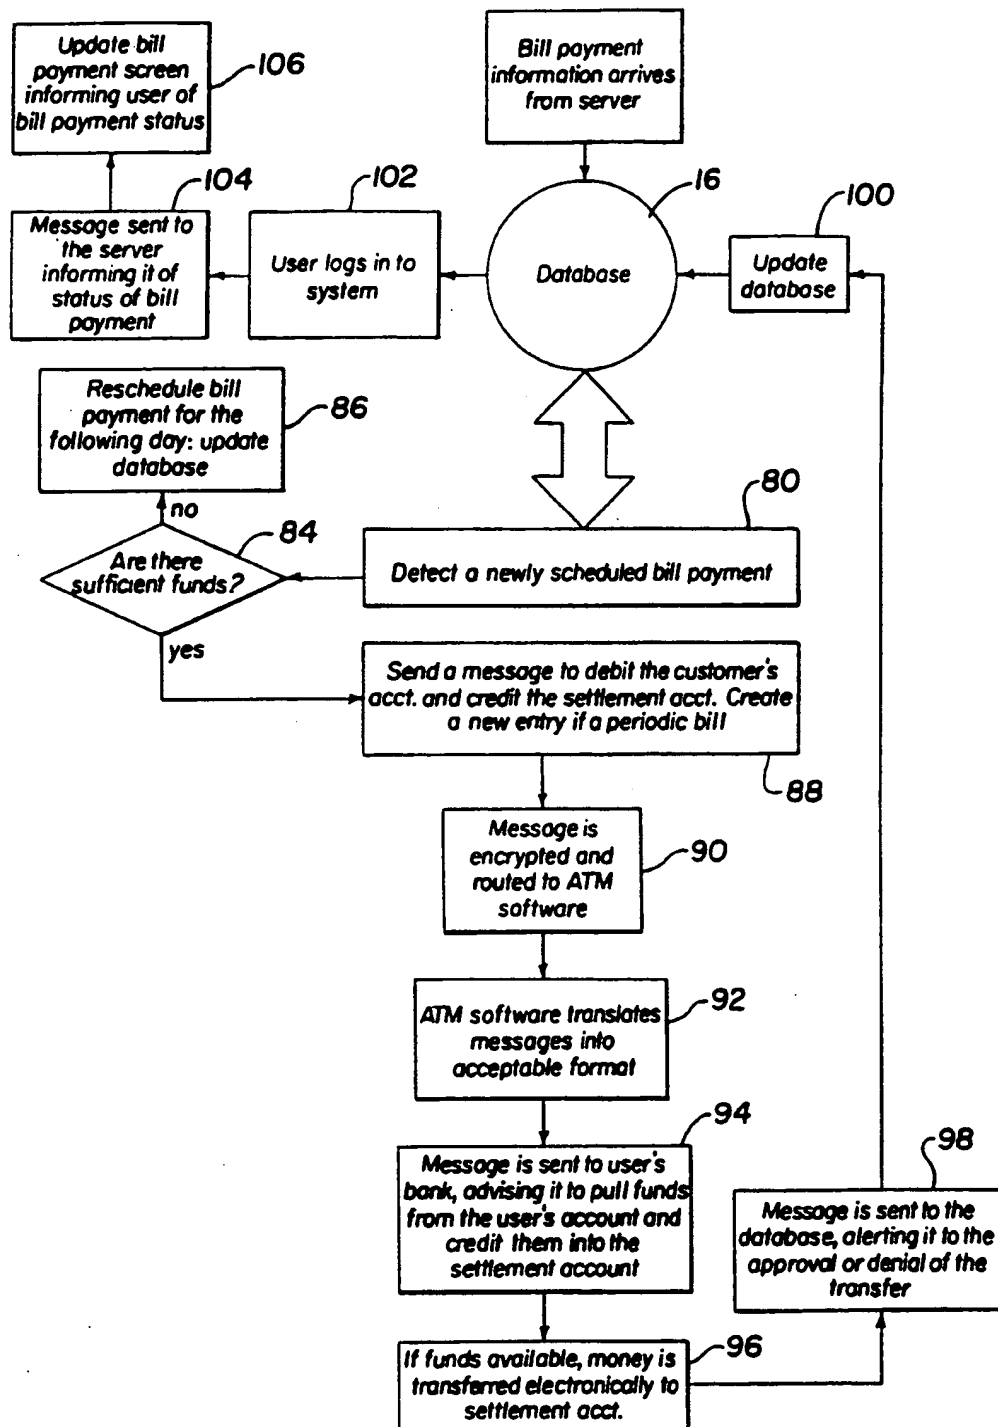 Update bill
payment screen
informing user of
bill payment status
106
Bill payment
information arrives
from server
104
102
16
100
Message sent to
the server
informing it of
status of bill
payment
User logs in to
system
Database
Update
database
Reschedule bill
payment for the
following day: update
database
86
no
84
Are there
sufficient funds?
yes
80
Detect a newly scheduled bill payment
Send a message to debit the customer's
acct. and credit the settlement acct. Create
a new entry if a periodic bill
88
Message is
encrypted and
routed to ATM
software
90
ATM software translates
messages into
acceptable format
92
94
Message is sent to user's
bank, advising it to pull funds
from the user's account and
credit them into the
settlement account
98
Message is sent to the
database, alerting it to the
approval or denial of the
transfer
If funds available, money is
transferred electronically to
settlement acct.
96